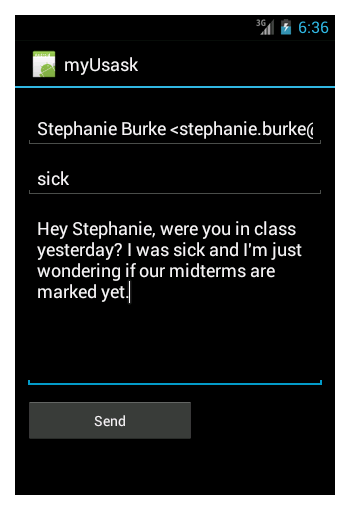 3G 6:36
myUsask
Stephanie Burke <stephanie.burke@
sick
Hey Stephanie, were you in class
yesterday? I was sick and I'm just
wondering if our midterms are
marked yet.
Send